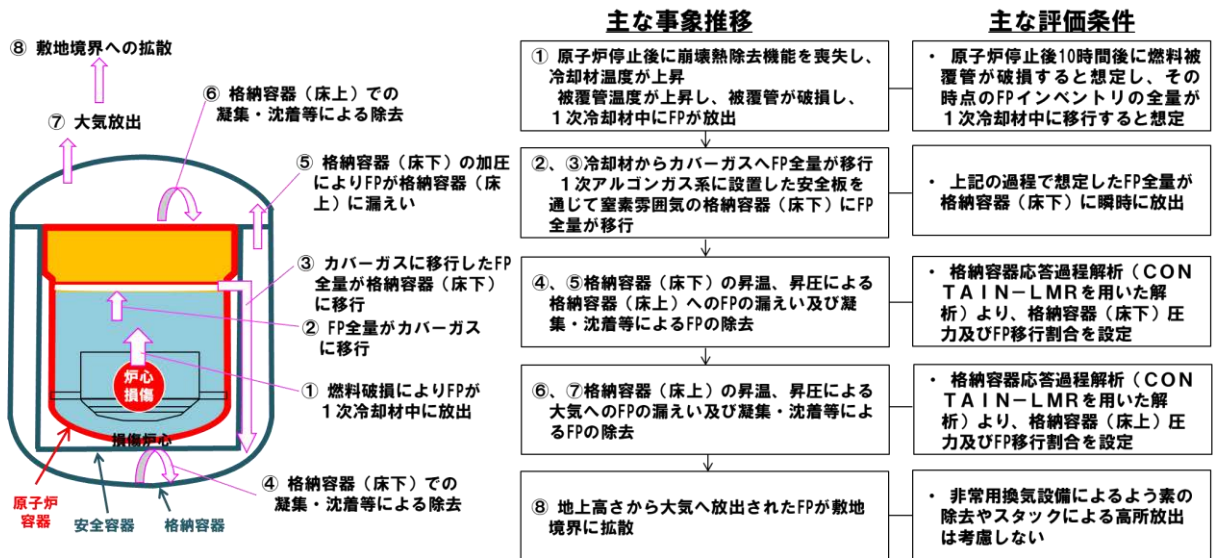 ⑧ 敷地境界への拡散
⑥ 格納容器（床上）での
凝集・沈着等による除去
⑦ 大気放出
⑤ 格納容器（床下）の加圧
によりFPが格納容器（床
上）に漏えい
③ カバーガスに移行したFP
全量が格納容器（床下）
に移行
② FP全量がカバーガス
に移行
炉心
損傷
① 燃料破損によりFPが
１次冷却材中に放出
損傷炉心
④ 格納容器（床下）での
凝集・沈着等による除去
原子炉
容器
安全容器
格納容器
主な事象推移
① 原子炉停止後に崩壊熱除去機能を喪失し、
冷却材温度が上昇
被覆管温度が上昇し、被覆管が破損し、
１次冷却材中にFPが放出
②、③冷却材からカバーガスへFP全量が移行
１次アルゴンガス系に設置した安全板を
通じて窒素雰囲気の格納容器（床下）にFP
全量が移行
④、⑤格納容器（床下）の昇温、昇圧による
格納容器（床上）へのFPの漏えい及び凝
集・沈着等によるFPの除去
⑥、⑦格納容器（床上）の昇温、昇圧による
大気へのFPの漏えい及び凝集・沈着等によ
るFPの除去
⑧ 地上高さから大気へ放出されたFPが敷地
境界に拡散
主な評価条件
・ 原子炉停止後10時間後に燃料被
覆管が破損すると想定し、その
時点のFPインベントリの全量が
１次冷却材中に移行すると想定
・ 上記の過程で想定したFP全量が
格納容器（床下）に瞬時に放出
・ 格納容器応答過程解析（ＣＯＮ
ＴＡＩＮ－ＬＭＲを用いた解
析）より、格納容器（床下）圧
力及びFP移行割合を設定
・ 格納容器応答過程解析（ＣＯＮ
ＴＡＩＮ－ＬＭＲを用いた解
析）より、格納容器（床上）圧
力及びFP移行割合を設定
・ 非常用換気設備によるよう素の
除去やスタックによる高所放出
は考慮しない